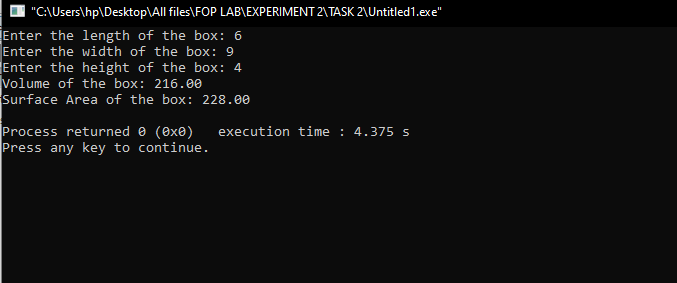 "C:\Users\hp\Desktop\All files\FOP LAB\EXPERIMENT 2\TASK 2\Untitled1.exe"
Enter the length of the box: 6
Enter the width of the box: 9
Enter the height of the box: 4
Volume of the box: 216.00
Surface Area of the box: 228.00

Process returned 0 (0x0)   execution time : 4.375 s
Press any key to continue.